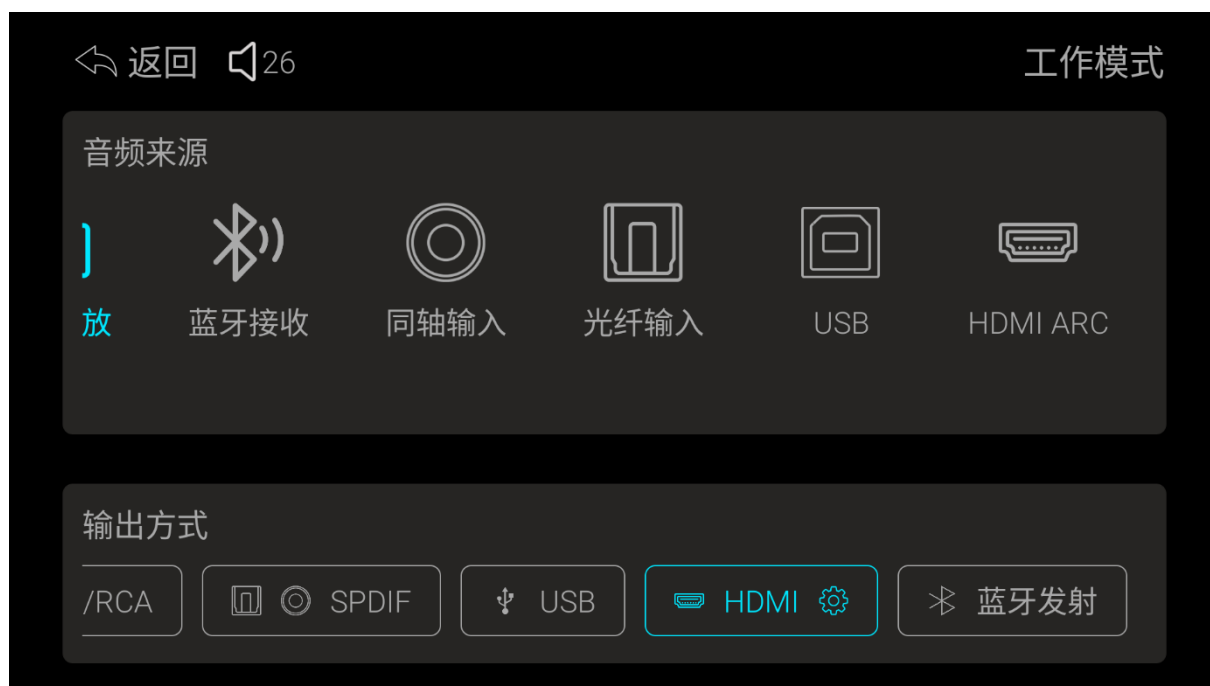 返回 26 工作模式
音频来源
放 蓝牙接收 同轴输入 光纤输入 USB HDMI ARC
输出方式
/RCA SPDIF USB HDMI 蓝牙发射